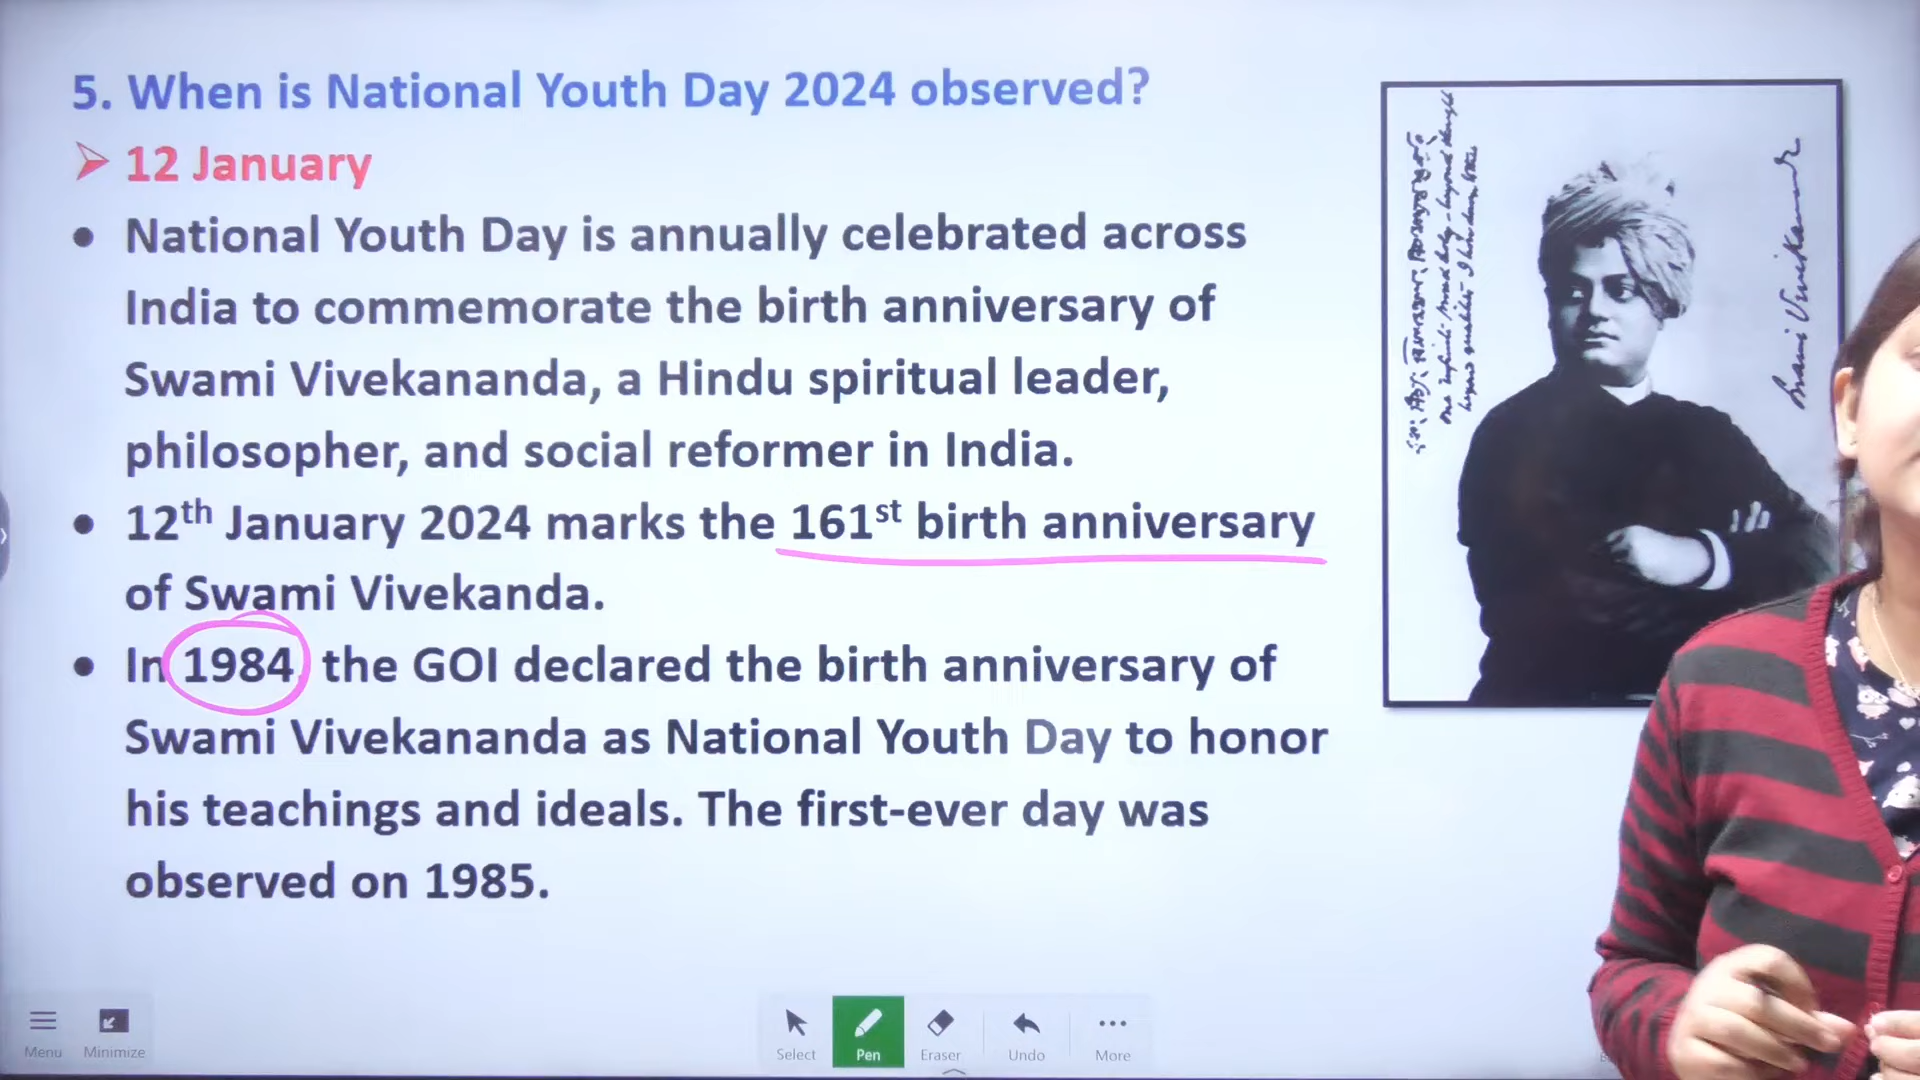 5. When is National Youth Day 2024 observed?
12 January
National Youth Day is annually celebrated across
India to commemorate the birth anniversary of
Swami Vivekananda, a Hindu spiritual leader,
philosopher, and social reformer in India.
12th January 2024 marks the 161st birth anniversary
of Swami Vivekanda.
In 1984 the GOI declared the birth anniversary of
Swami Vivekananda as National Youth Day to honor
his teachings and ideals. The first-ever day was
observed on 1985.
Swami Vivekananda
Menu
Minimize
Select
Pen
Eraser
Undo
More